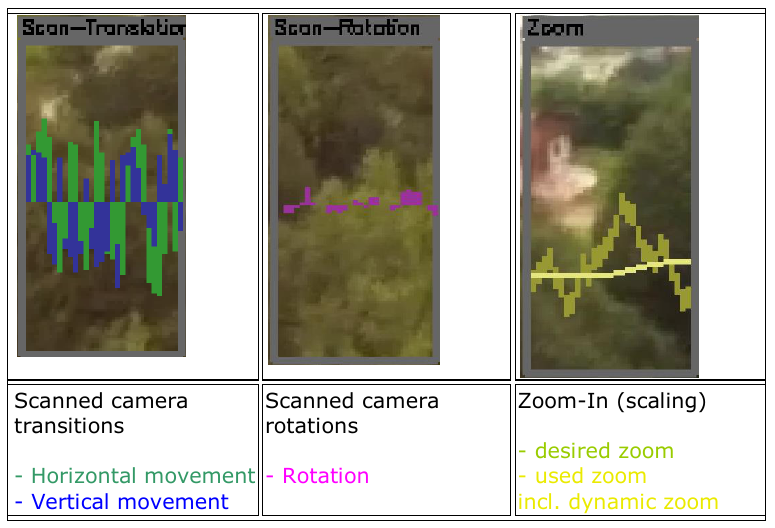 Scan-Translation
Scan-Rotation
Zoom
Scanned camera
transitions
- Horizontal movement
- Vertical movement
Scanned camera
rotations
- Rotation
Zoom-In (scaling)
- desired zoom
- used zoom
incl. dynamic zoom